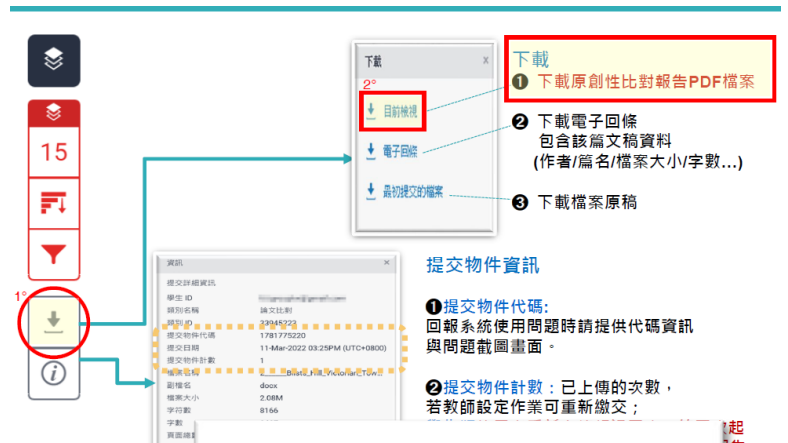 下載 x
2°
目前檢視
電子回條
最初提交的檔案
下載
❶ 下載原創性比對報告PDF檔案
❷ 下載電子回條
包含該篇文稿資料
(作者/篇名/檔案大小/字數...)
❸ 下載檔案原稿
15
1°
資訊 ×
提交詳細資訊
學生 ID
類別名稱 論文比對
類別 ID 33945223
提交物件代碼 1781775220
提交日期 11-Mar-2022 03:25PM (UTC+0800)
提交物件計數 1
檔案名稱
副檔名 docx
檔案大小 2.08M
字符數 8166
字數
提交物件資訊
❶提交物件代碼:
回報系統使用問題時請提供代碼資訊
與問題截圖畫面。
❷提交物件計數：已上傳的次數，
若教師設定作業可重新繳交；
起